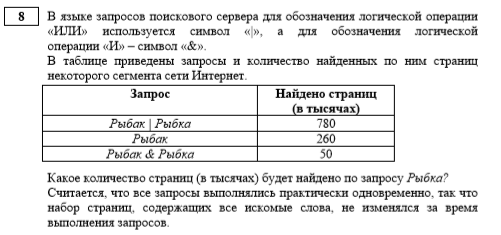 8
В языке запросов поискового сервера для обозначения логической операции
«ИЛИ» используется символ «|», а для обозначения логической
операции «И» – символ «&».
В таблице приведены запросы и количество найденных по ним страниц
некоторого сегмента сети Интернет.
Запрос Найдено страниц
(в тысячах)
Рыбак | Рыбка 780
Рыбак 260
Рыбак & Рыбка 50
Какое количество страниц (в тысячах) будет найдено по запросу Рыбка?
Считается, что все запросы выполнялись практически одновременно, так что
набор страниц, содержащих все искомые слова, не изменялся за время
выполнения запросов.